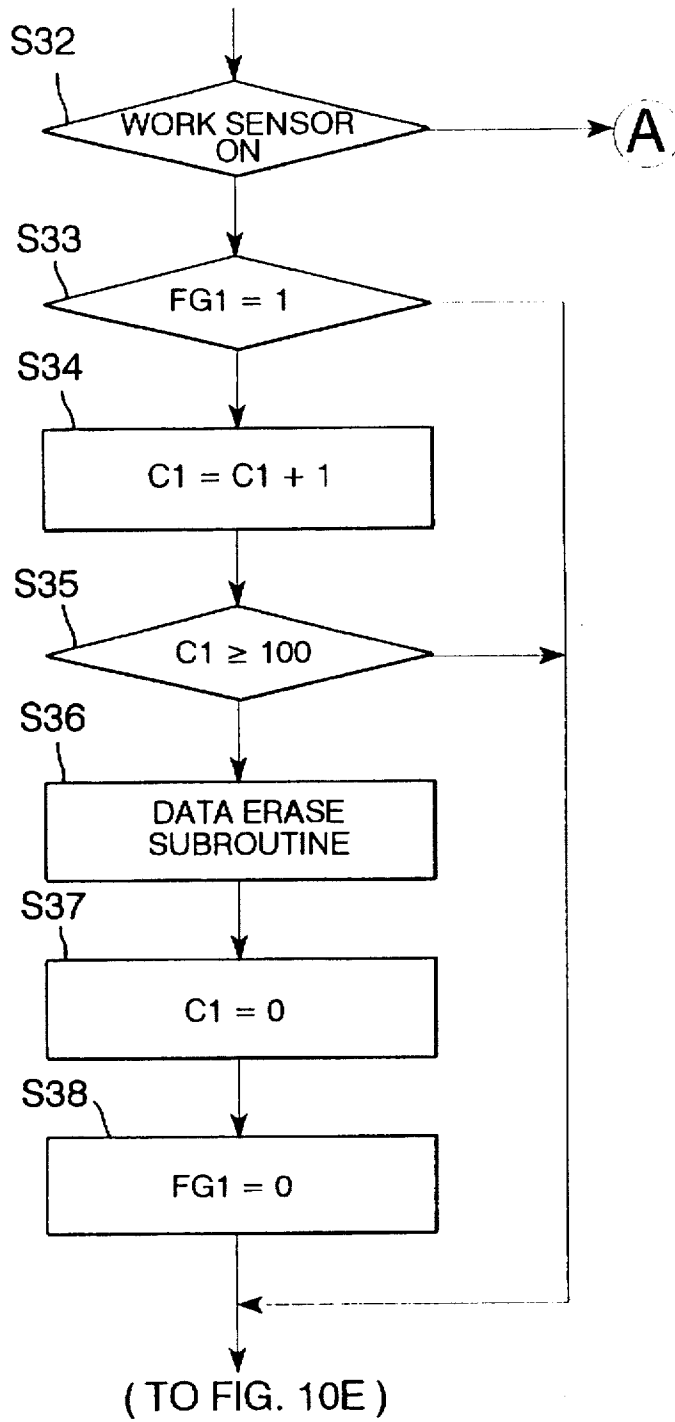 S32
WORK SENSOR
ON
A
S33
FG1 = 1
S34
C1 = C1 + 1
S35
C1 ≥ 100
S36
DATA ERASE
SUBROUTINE
S37
C1 = 0
S38
FG1 = 0
( TO FIG. 10E )